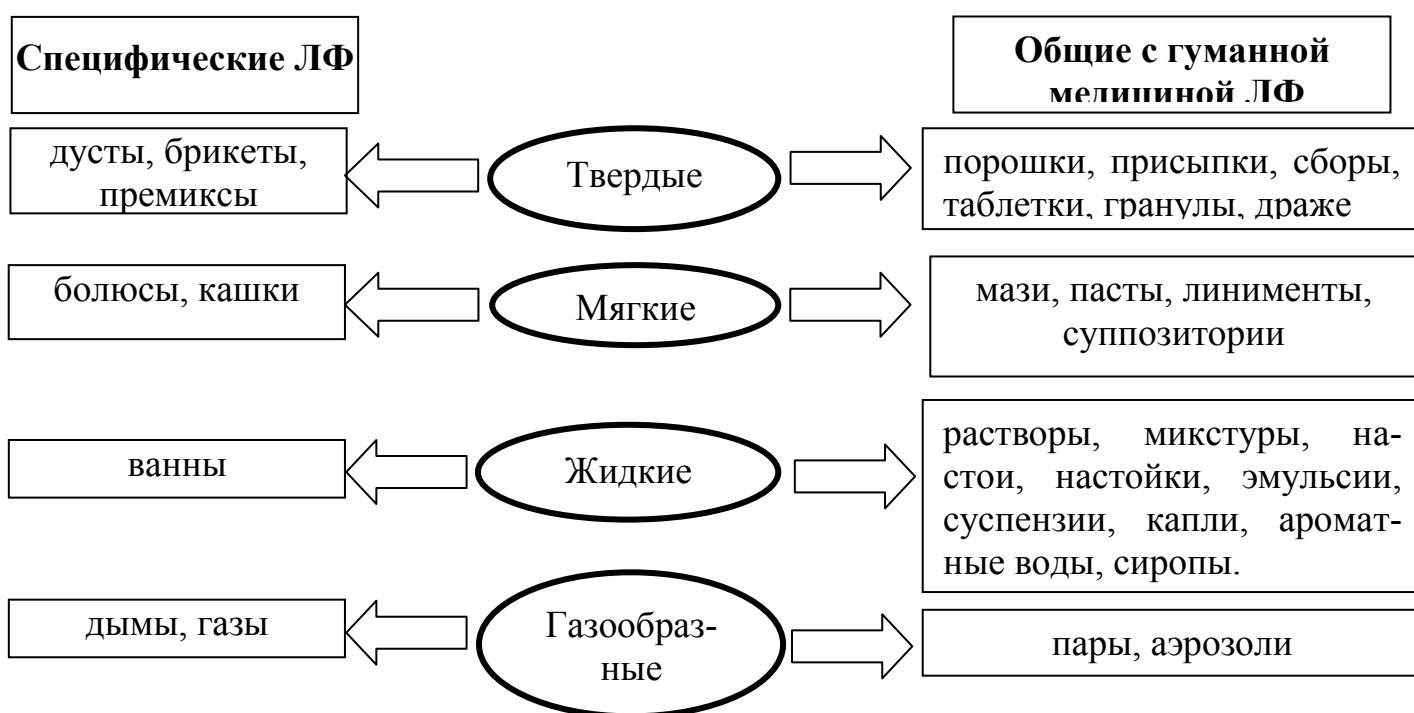 Специфические ЛФ
Общие с гуманной
медициной ЛФ
дусты, брикеты,
премиксы
Твердые
порошки, присыпки, сборы,
таблетки, гранулы, драже
болюсы, кашки
Мягкие
мази, пасты, линименты,
суппозитории
ванны
Жидкие
растворы, микстуры, на-
стои, настойки, эмульсии,
суспензии, капли, аромат-
ные воды, сиропы.
дымы, газы
Газообраз-
ные
пары, аэрозоли